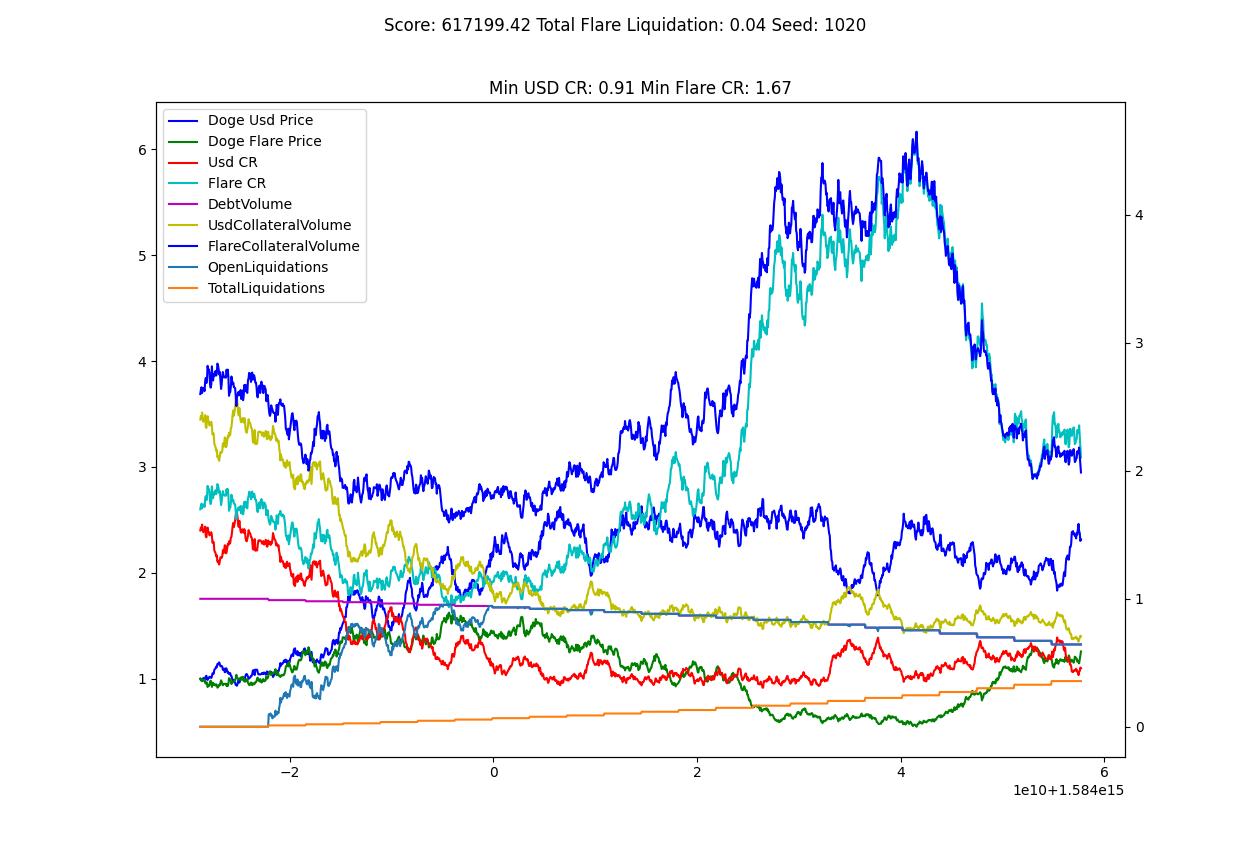 Score: 617199.42 Total Flare Liquidation: 0.04 Seed: 1020
Min USD CR: 0.91 Min Flare CR: 1.67
Doge Usd Price
Doge Flare Price
Usd CR
Flare CR
DebtVolume
UsdCollateralVolume
FlareCollateralVolume
OpenLiquidations
TotalLiquidations
6
5
4
3
2
1
4
3
2
1
0
−2 0 2 4 6
1e10+1.584e15